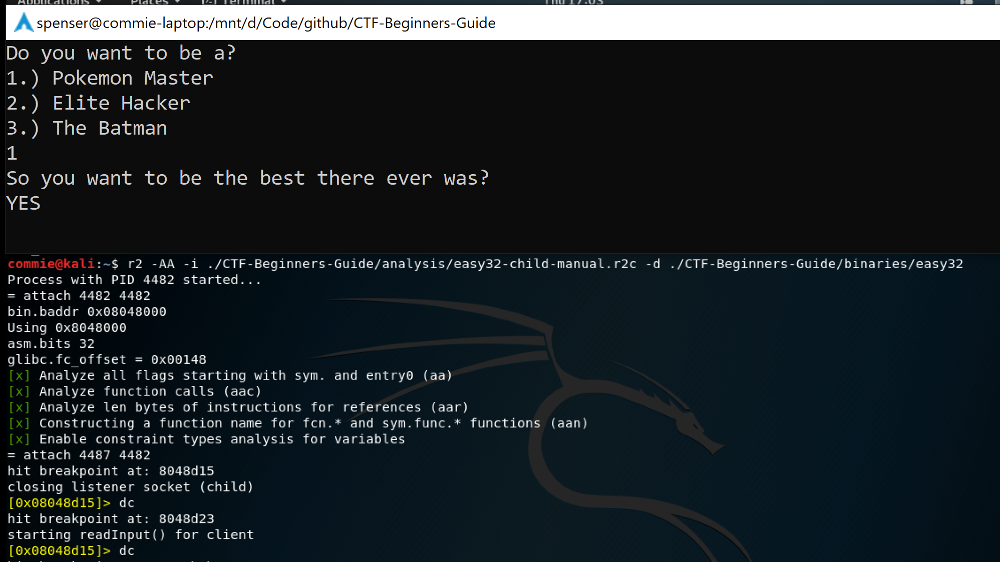 Applications Places Terminal Thu 17:03
spenser@commie-laptop:/mnt/d/Code/github/CTF-Beginners-Guide
Do you want to be a?
1.) Pokemon Master
2.) Elite Hacker
3.) The Batman
1
So you want to be the best there ever was?
YES
commie@kali:~$ r2 -AA -i ./CTF-Beginners-Guide/analysis/easy32-child-manual.r2c -d ./CTF-Beginners-Guide/binaries/easy32
Process with PID 4482 started...
= attach 4482 4482
bin.baddr 0x08048000
Using 0x8048000
asm.bits 32
glibc.fc_offset = 0x00148
[x] Analyze all flags starting with sym. and entry0 (aa)
[x] Analyze function calls (aac)
[x] Analyze len bytes of instructions for references (aar)
[x] Constructing a function name for fcn.* and sym.func.* functions (aan)
[x] Enable constraint types analysis for variables
= attach 4487 4482
hit breakpoint at: 8048d15
closing listener socket (child)
[0x08048d15]> dc
hit breakpoint at: 8048d23
starting readInput() for client
[0x08048d15]> dc